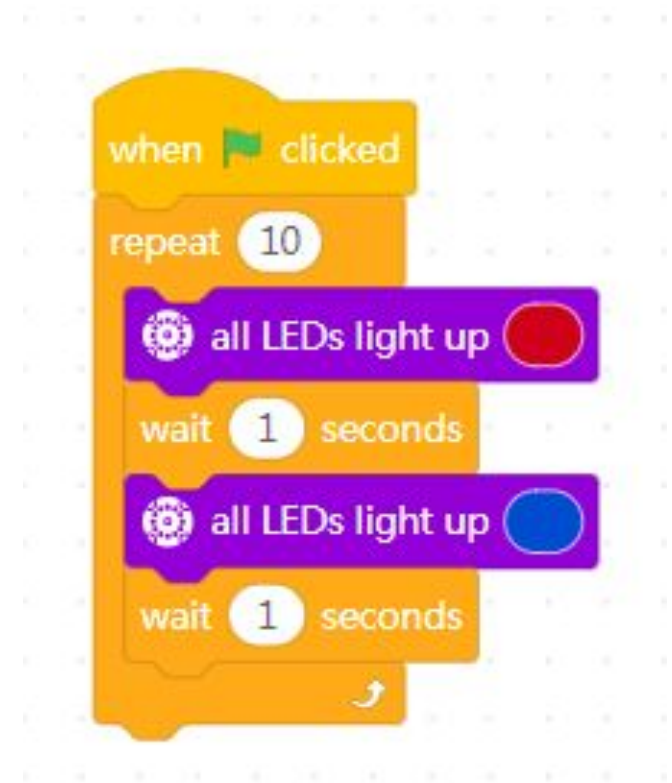 when clicked
repeat 10
all LEDs light up
wait 1 seconds
all LEDs light up
wait 1 seconds